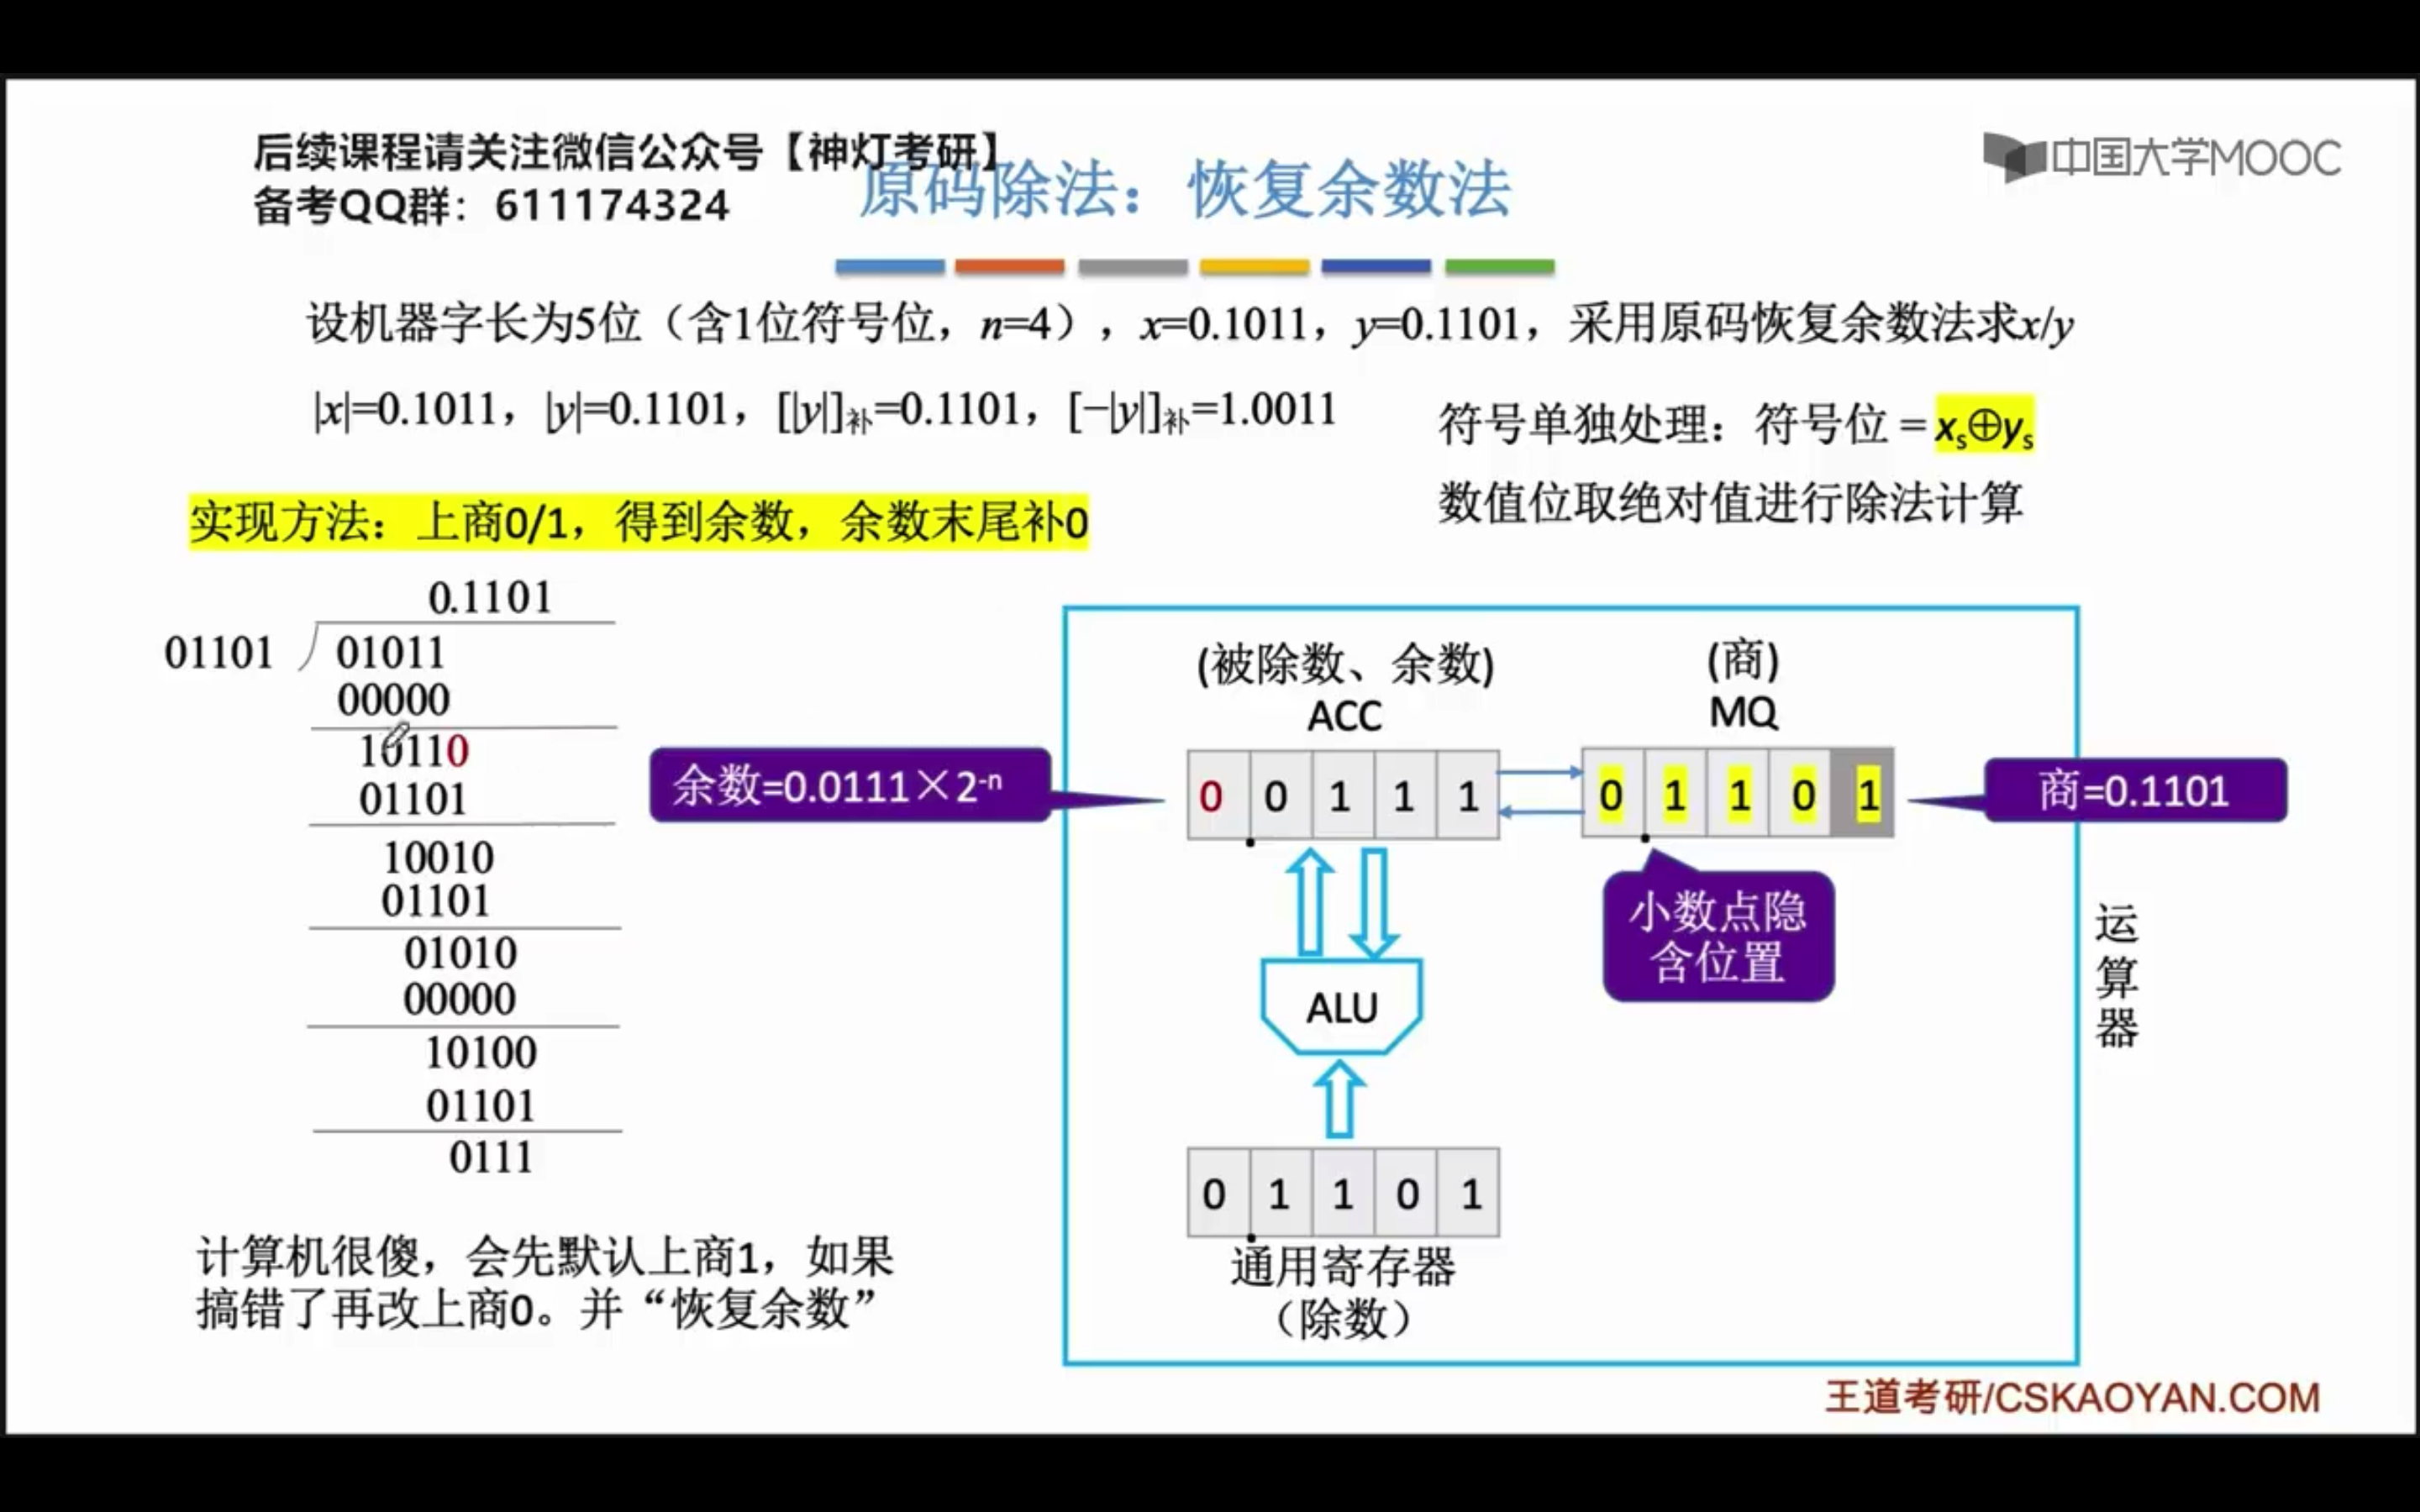 后续课程请关注微信公众号【神灯考研】
备考QQ群：611174324
原码除法：恢复余数法
中国大学MOOC
设机器字长为5位（含1位符号位，n=4），x=0.1011，y=0.1101，采用原码恢复余数法求x/y
|x|=0.1011，|y|=0.1101，[|y|]补=0.1101，[−|y|]补=1.0011
符号单独处理：符号位 = xₛ⊕yₛ
数值位取绝对值进行除法计算
实现方法：上商0/1，得到余数，余数末尾补0
0.1101
01101 01011
00000
10110
01101
10010
01101
01010
00000
10100
01101
0111
计算机很傻，会先默认上商1，如果
搞错了再改上商0。并“恢复余数”
余数=0.0111×2⁻ⁿ
(被除数、余数)
ACC
0 0 1 1 1
(商)
MQ
0 1 1 0 1
商=0.1101
小数点隐
含位置
ALU
0 1 1 0 1
通用寄存器
（除数）
运
算
器
王道考研/CSKAOYAN.COM